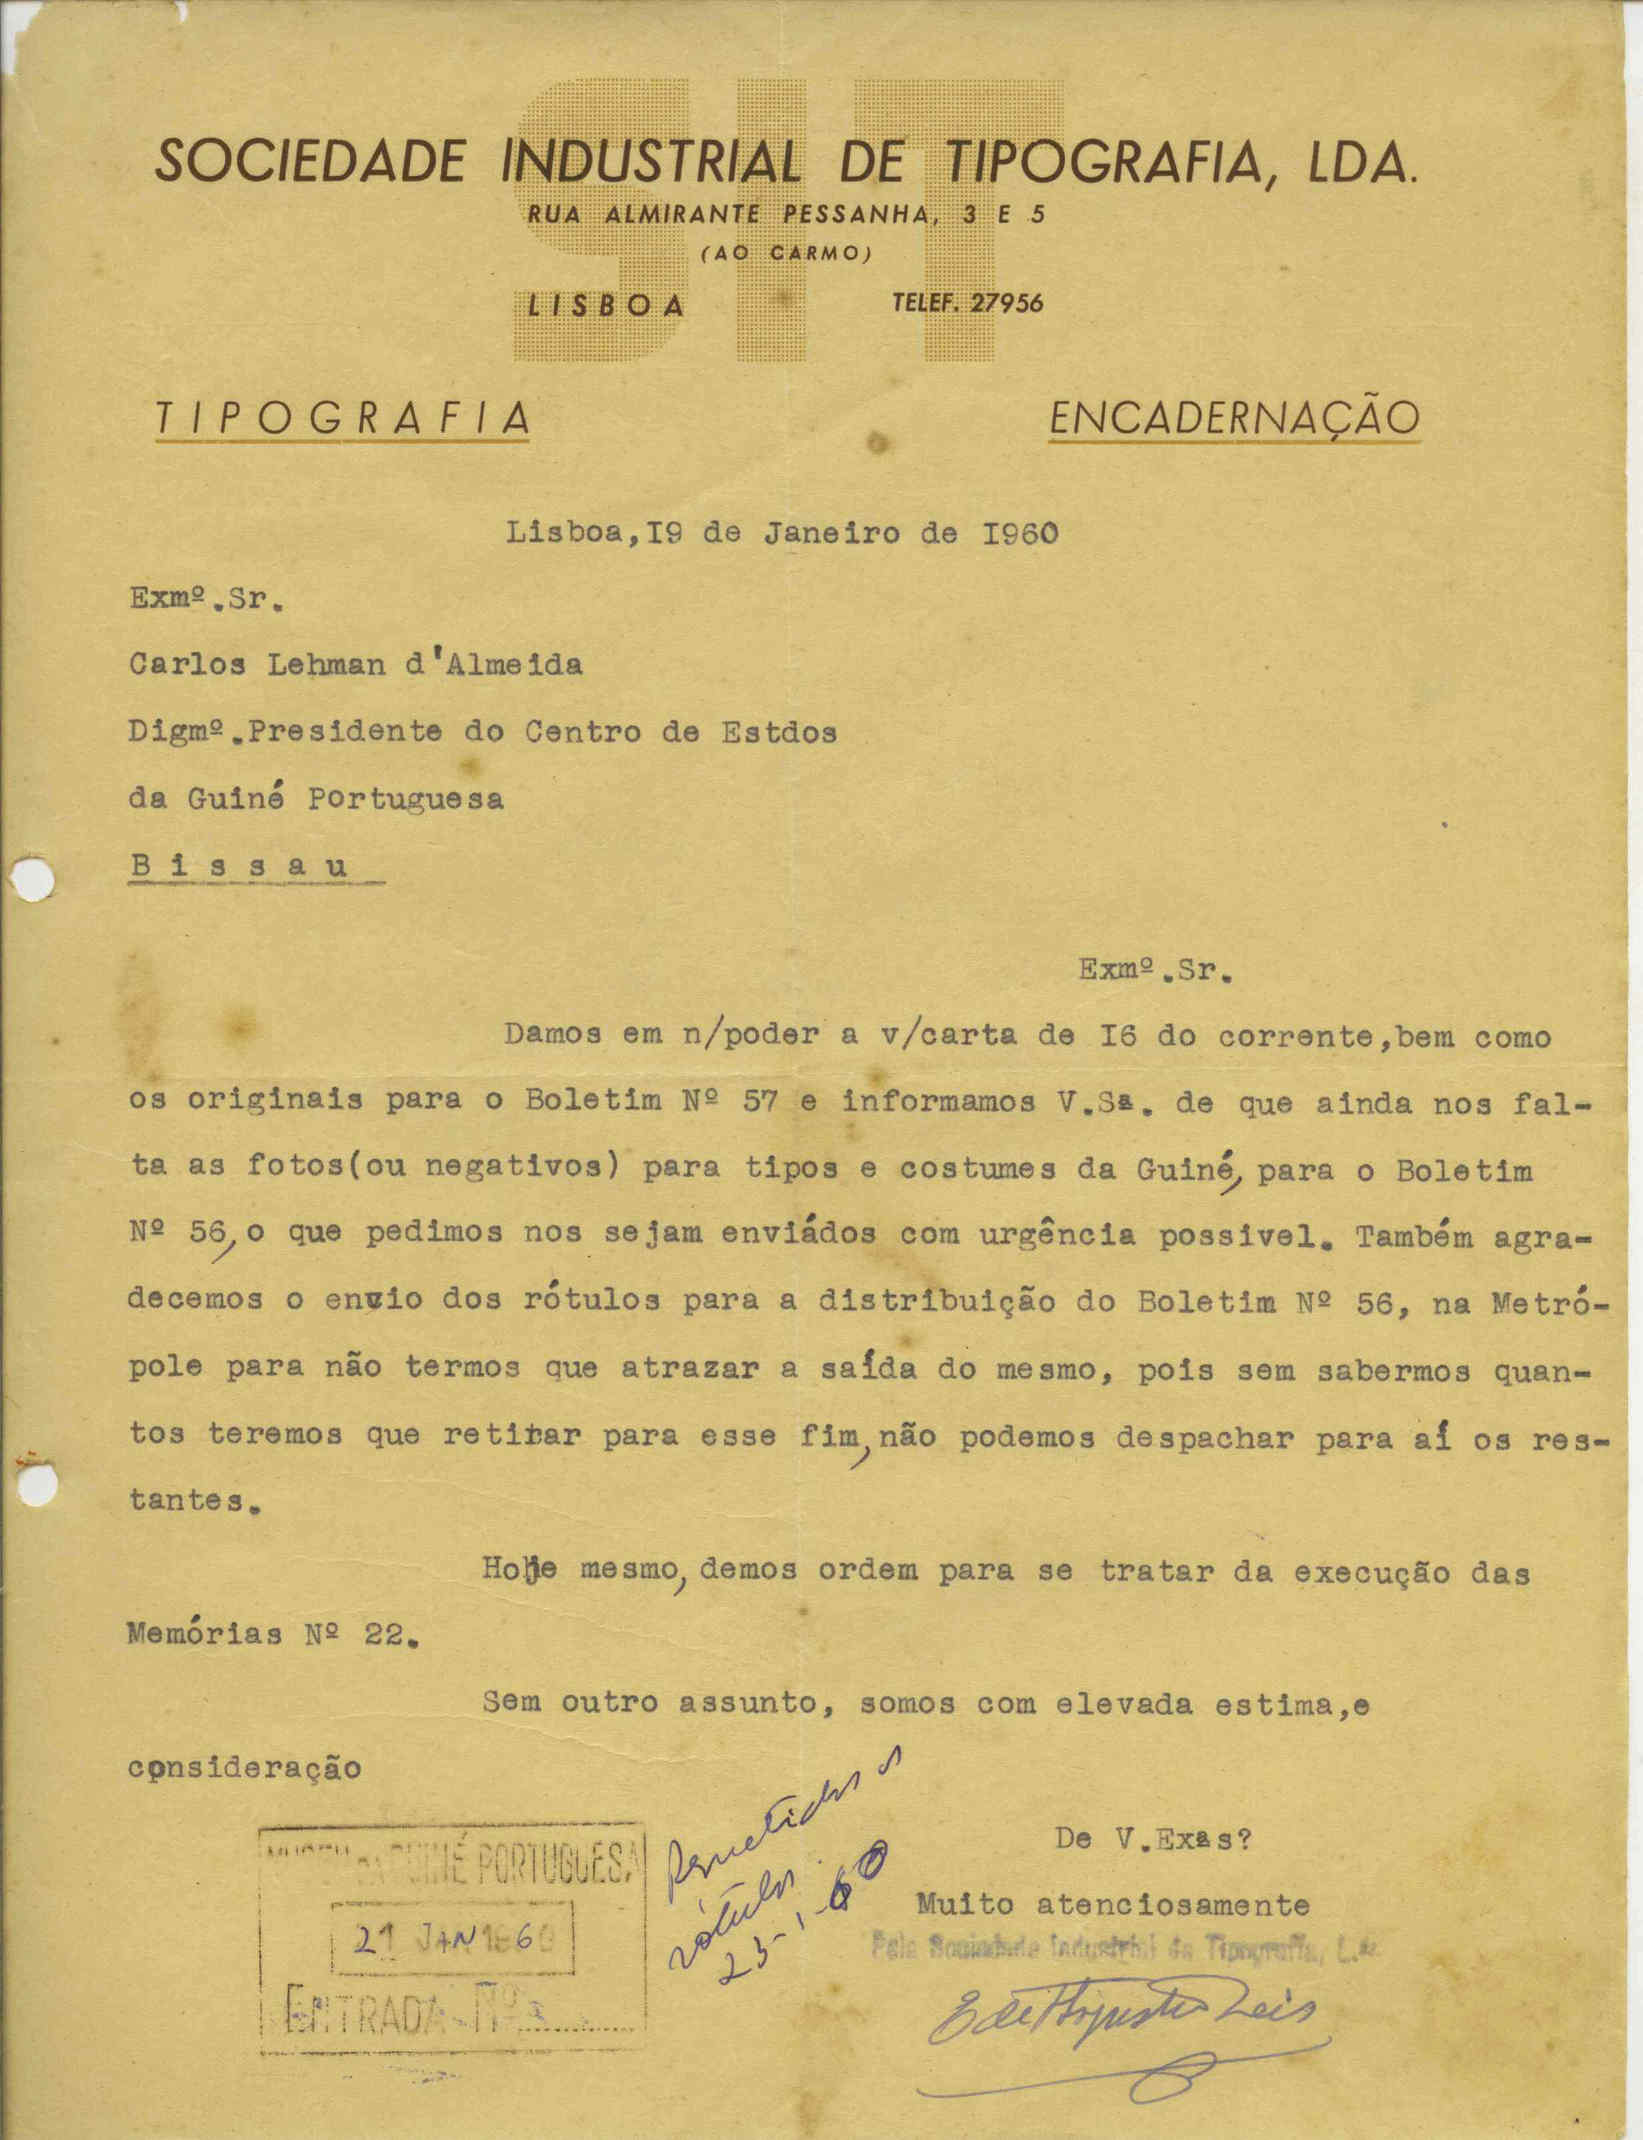 SIT
SOCIEDADE INDUSTRIAL DE TIPOGRAFIA, LDA.
RUA ALMIRANTE PESSANHA, 3 E 5
(AO CARMO)
LISBOA TELEF. 27956
TIPOGRAFIA ENCADERNAÇÃO
Lisboa,I9 de Janeiro de I960
Exmº.Sr.
Carlos Lehman d'Almeida
Digmº.Presidente do Centro de Estdos
da Guiné Portuguesa
B i s s a u
Exmº.Sr.
Damos em n/poder a v/carta de I6 do corrente,bem como
os originais para o Boletim Nº 57 e informamos V.Sa. de que ainda nos fal-
ta as fotos(ou negativos) para tipos e costumes da Guiné, para o Boletim
Nº 56,o que pedimos nos sejam enviádos com urgência possivel. Também agra-
decemos o envio dos rótulos para a distribuição do Boletim Nº 56, na Metró-
pole para não termos que atrazar a saída do mesmo, pois sem sabermos quan-
tos teremos que retirar para esse fim,não podemos despachar para aí os res-
tantes.
Hoje mesmo, demos ordem para se tratar da execução das
Memórias Nº 22.
Sem outro assunto, somos com elevada estima,e
consideração
Remetidos os
rótulos
23-1-60
De V.Exas?
Muito atenciosamente
Pela Sociedade Industrial de Tipografia, L.da
MUSEU DA GUINÉ PORTUGUESA
21 JAN 1960
ENTRADA Nº